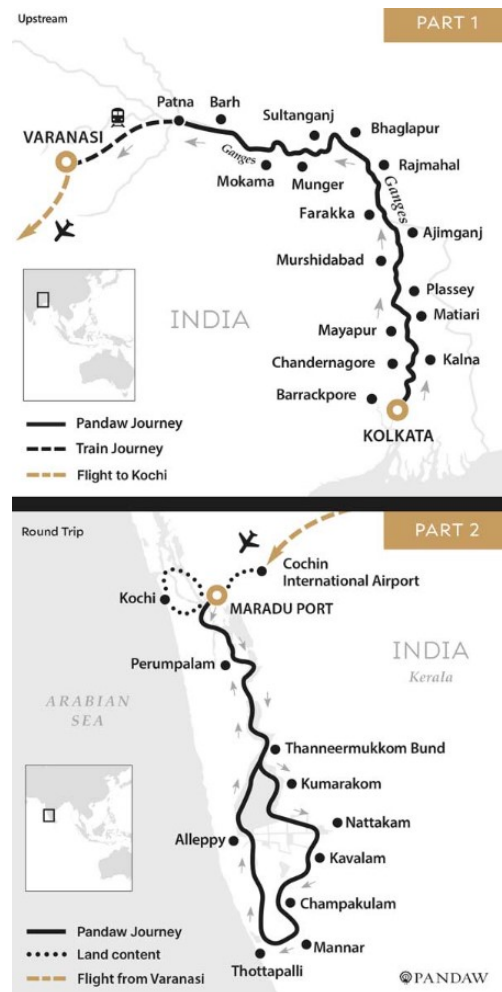 Upstream
PART 1
Patna
Barh
Sultanganj
Bhaglapur
VARANASI
Ganges
Mokama
Munger
Rajmahal
Ganges
Farakka
Ajimganj
Murshidabad
Plassey
INDIA
Matiari
Mayapur
Chandernagore
Kalna
Barrackpore
KOLKATA
Pandaw Journey
Train Journey
Flight to Kochi
Round Trip
PART 2
Cochin
International Airport
Kochi
MARADU PORT
INDIA
Kerala
Perumpalam
ARABIAN
SEA
Thanneermukkom Bund
Kumarakom
Nattakam
Alleppy
Kavalam
Champakulam
Mannar
Thottapalli
Pandaw Journey
Land content
Flight from Varanasi
PANDAW